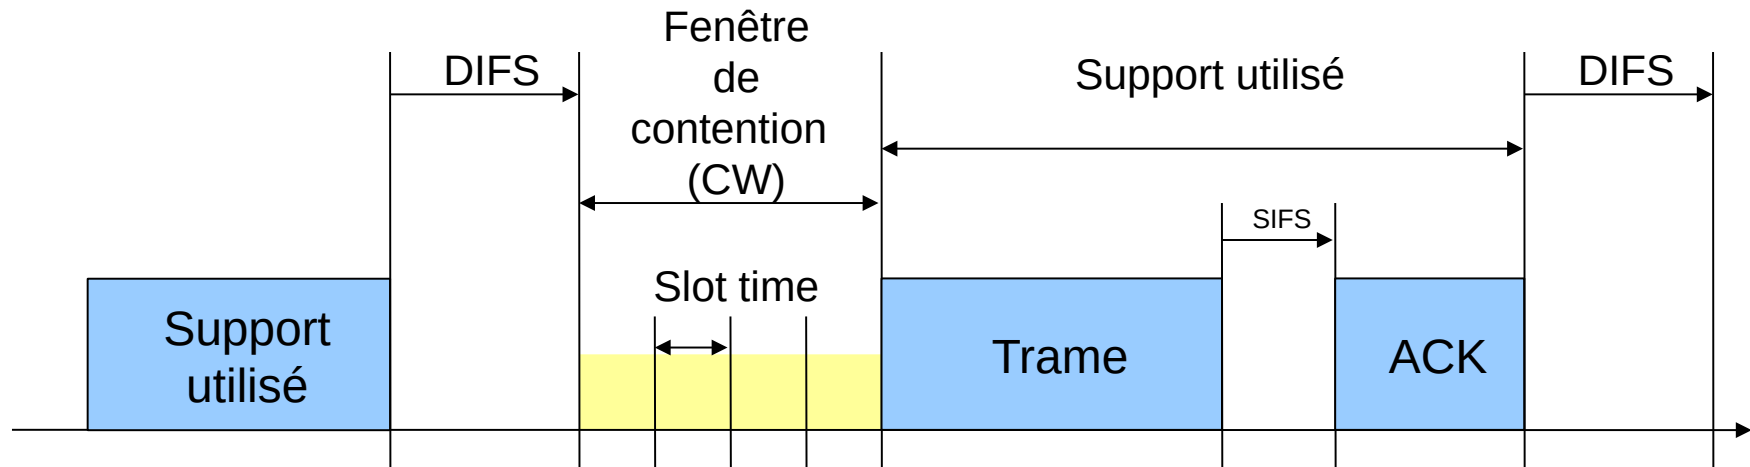 DIFS
Fenêtre
de
contention
(CW)
Support utilisé
DIFS
SIFS
Slot time
Support
utilisé
Trame
ACK